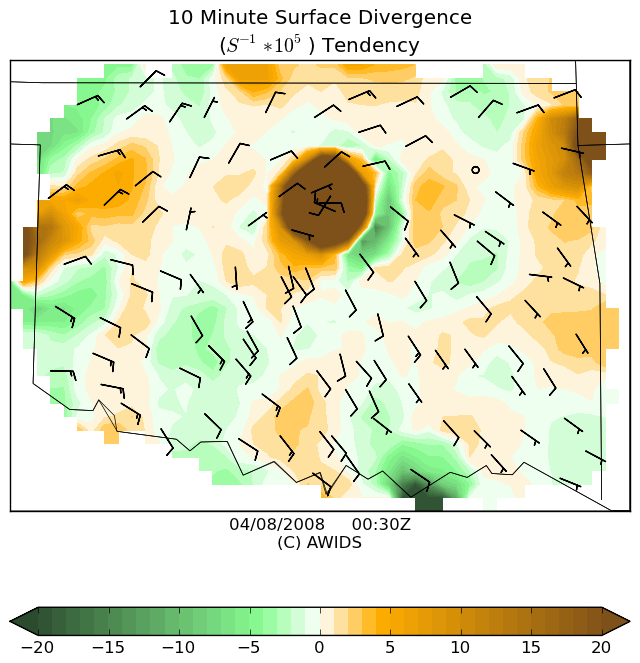 10 Minute Surface Divergence
(S⁻¹ *10⁵ ) Tendency
04/08/2008 00:30Z
(C) AWIDS
−20 −15 −10 −5 0 5 10 15 20